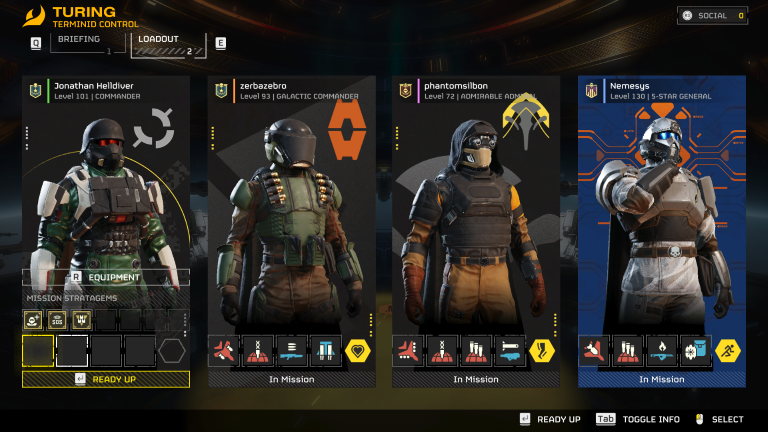 TURING
TERMINID CONTROL
SOCIAL 0
Q BRIEFING 1 LOADOUT 2 E
Jonathan Helldiver
Level 101 | COMMANDER
zerbazebro
Level 93 | GALACTIC COMMANDER
phantomsilbon
Level 72 | ADMIRABLE ADMIRAL
Nemesys
Level 130 | 5-STAR GENERAL
R EQUIPMENT
MISSION STRATAGEMS
SOS
READY UP
In Mission
In Mission
In Mission
READY UP Tab TOGGLE INFO SELECT